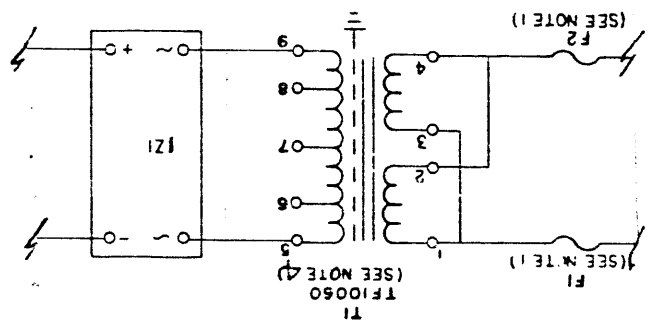 T1
TF10050
(SEE NOTE 4)
F1
(SEE NOTE 1)
1 5
~ -
6
2
3 7
1Z1
8
4 9
~ +
F2
(SEE NOTE 1)